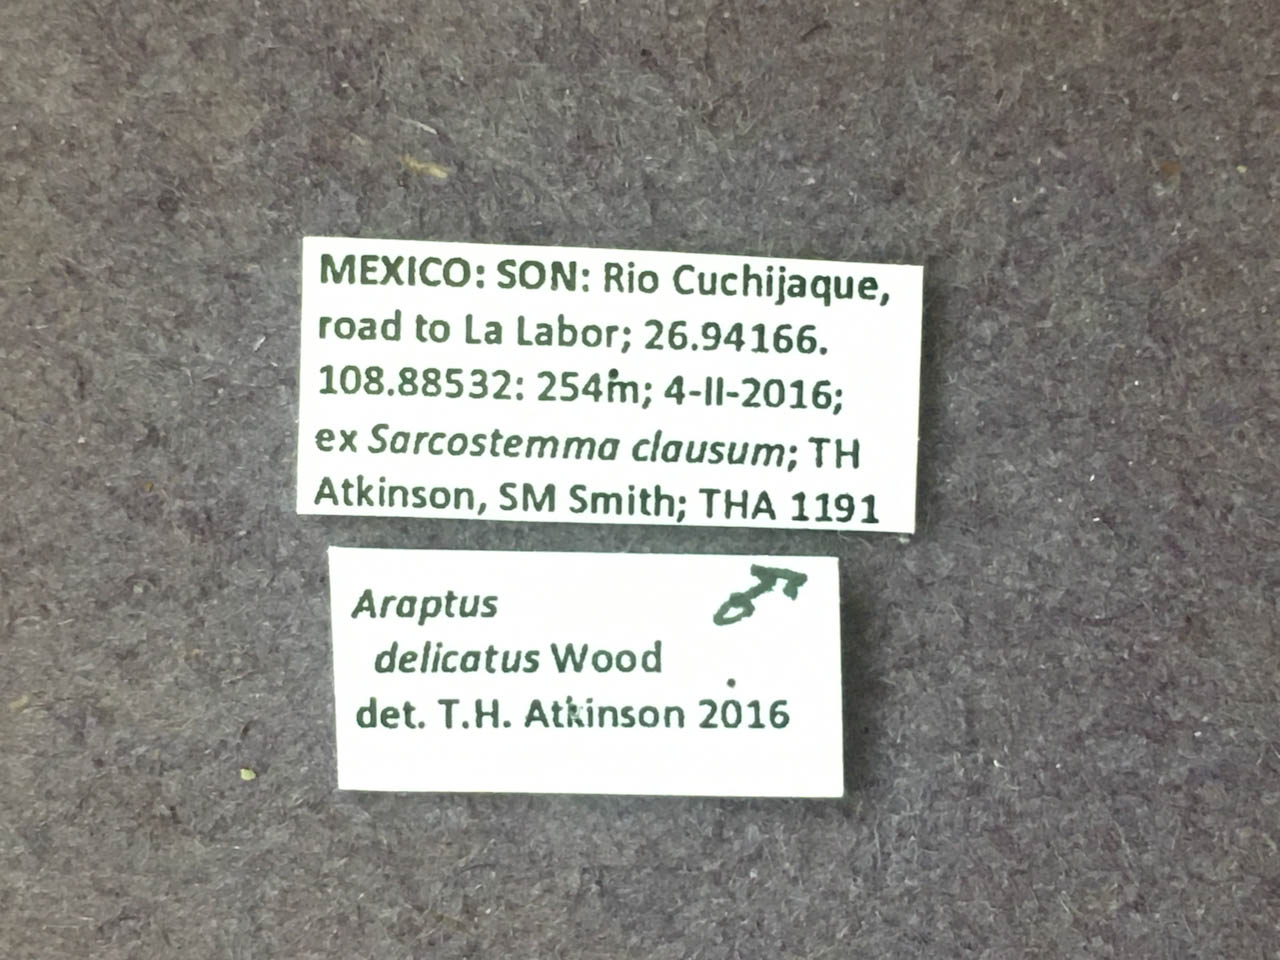 MEXICO: SON: Rio Cuchijaque,
road to La Labor; 26.94166.
108.88532: 254m; 4-II-2016;
ex Sarcostemma clausum; TH
Atkinson, SM Smith; THA 1191
Araptus ♂
delicatus Wood
det. T.H. Atkinson 2016